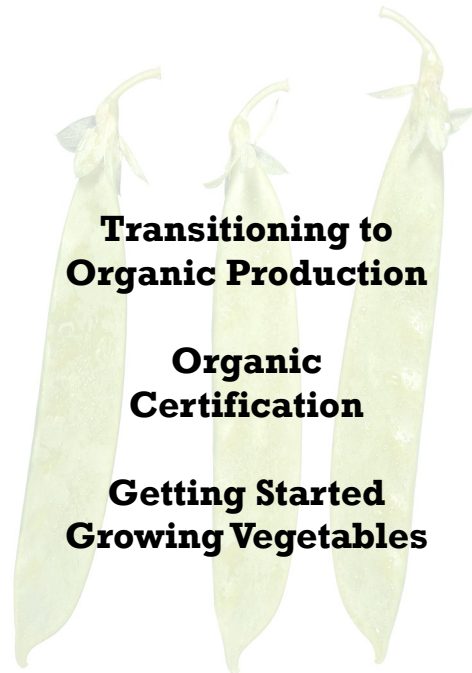 Transitioning to
Organic Production
Organic
Certification
Getting Started
Growing Vegetables